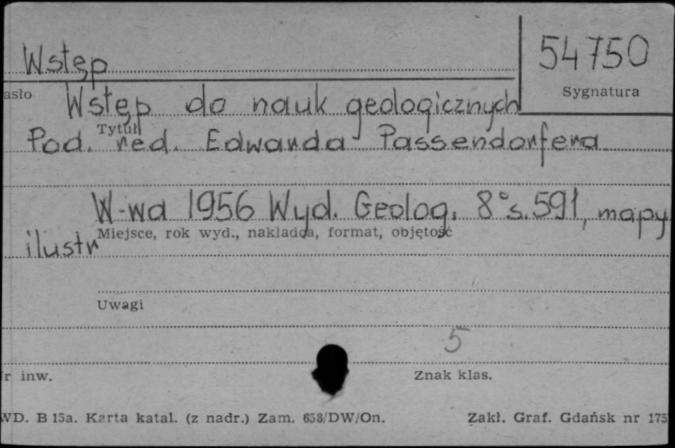 Wstęp
54750
asło
Sygnatura
Wstęp do nauk geologicznych
Tytuł
Pod. red. Edwarda Passendorfera
W-wa 1956 Wyd. Geolog. 8° s. 591, mapy
Miejsce, rok wyd., nakładca, format, objętość
ilustr
Uwagi
5
r inw.
Znak klas.
WD. B 15a. Karta katal. (z nadr.) Zam. 658/DW/On.
Zakł. Graf. Gdańsk nr 175